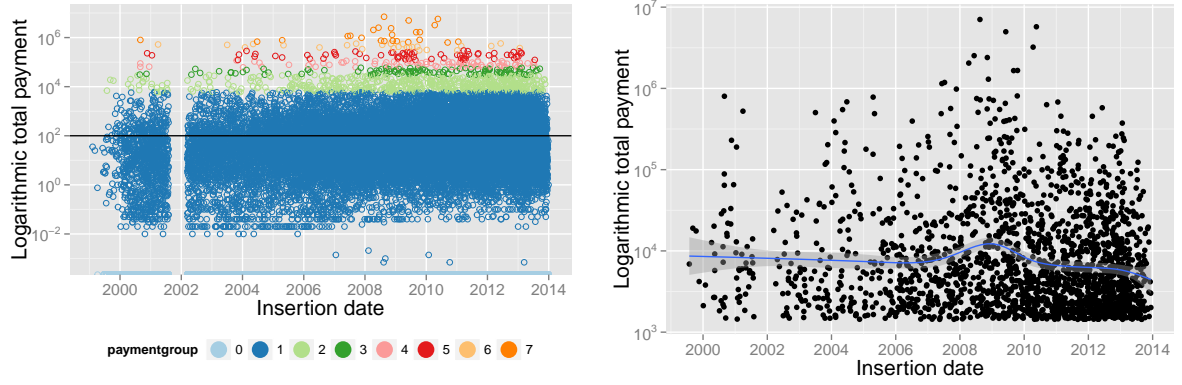 Logarithmic total payment
10^6
10^4
10^2
10^0
10^−2
2000 2002 2004 2006 2008 2010 2012 2014
Insertion date
paymentgroup 0 1 2 3 4 5 6 7
Logarithmic total payment
10^7
10^6
10^5
10^4
10^3
2000 2002 2004 2006 2008 2010 2012 2014
Insertion date